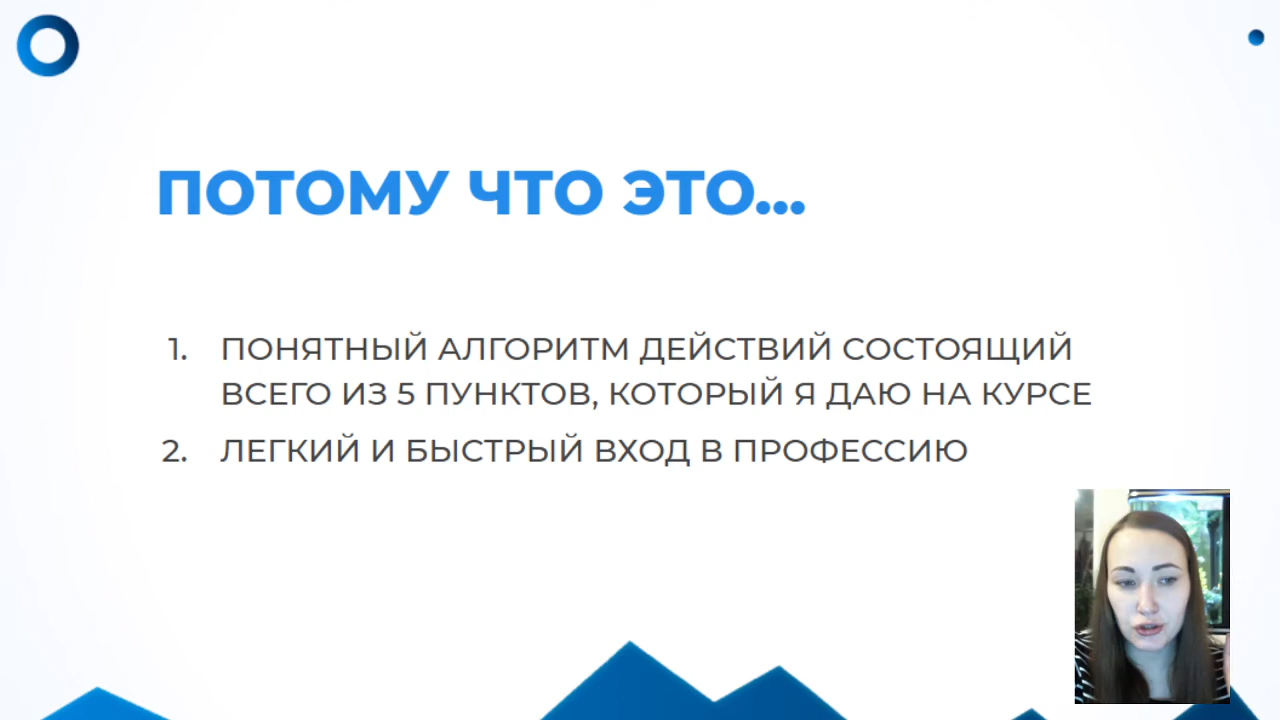 ПОТОМУ ЧТО ЭТО...
1. ПОНЯТНЫЙ АЛГОРИТМ ДЕЙСТВИЙ СОСТОЯЩИЙ
ВСЕГО ИЗ 5 ПУНКТОВ, КОТОРЫЙ Я ДАЮ НА КУРСЕ
2. ЛЕГКИЙ И БЫСТРЫЙ ВХОД В ПРОФЕССИЮ